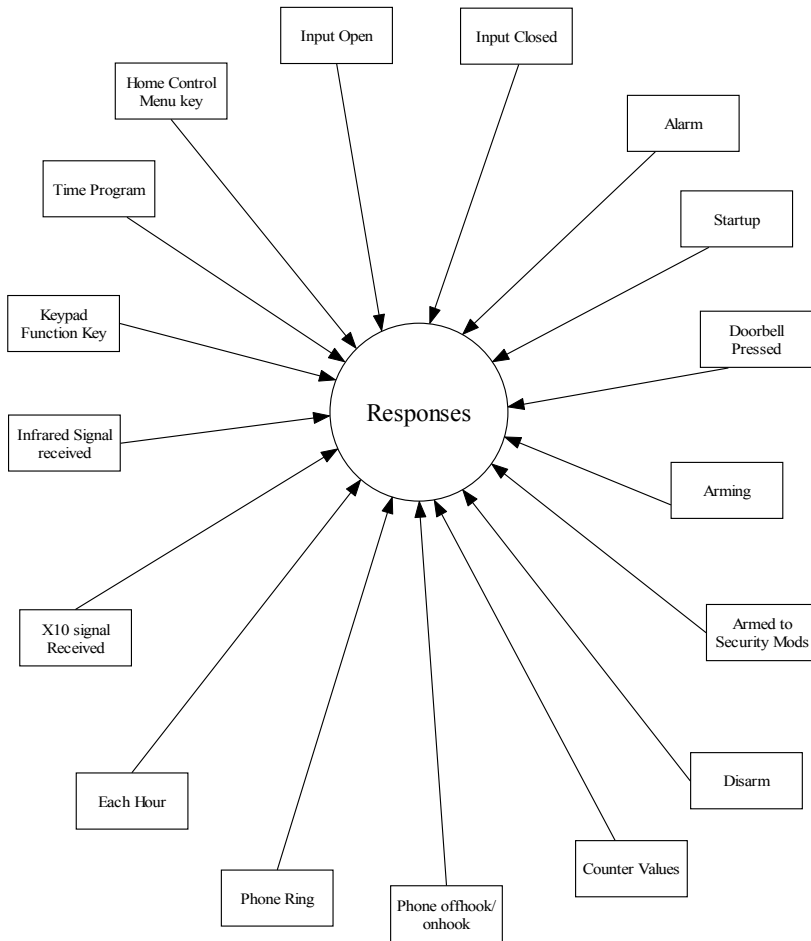 Input Open
Input Closed
Home Control
Menu key
Alarm
Time Program
Startup
Keypad
Function Key
Doorbell
Pressed
Responses
Infrared Signal
received
Arming
X10 signal
Received
Armed to
Security Mods
Each Hour
Disarm
Phone Ring
Phone offhook/
onhook
Counter Values